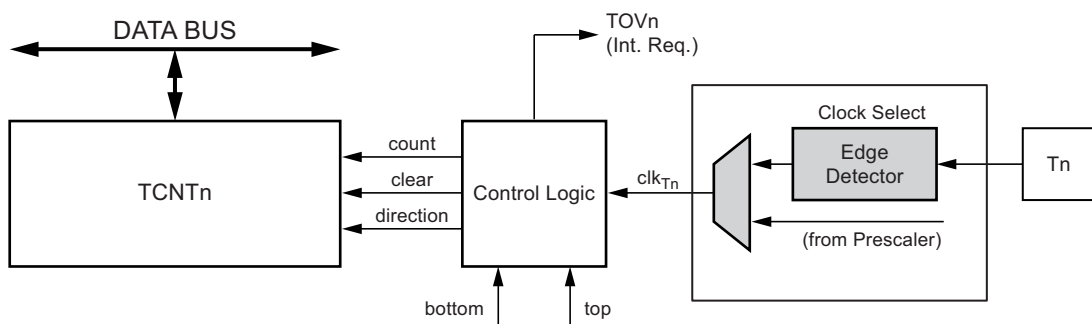 DATA BUS
TOVn
(Int. Req.)
Clock Select
count
Edge
Detector
Tn
TCNTn
clear
Control Logic
clkTn
direction
(from Prescaler)
bottom
top